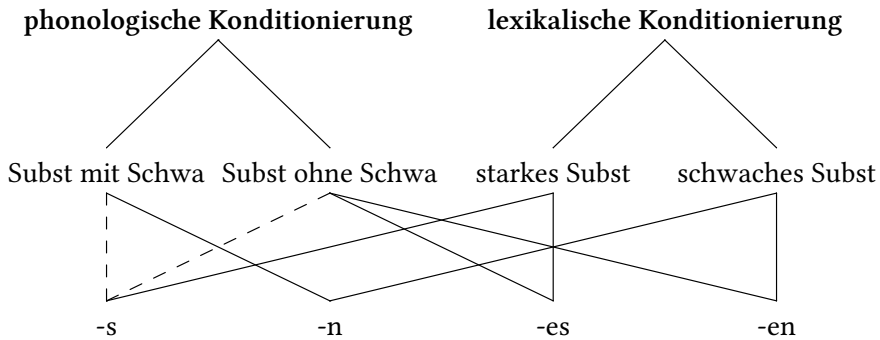 phonologische Konditionierung lexikalische Konditionierung
Subst mit Schwa Subst ohne Schwa starkes Subst schwaches Subst
-s -n -es -en